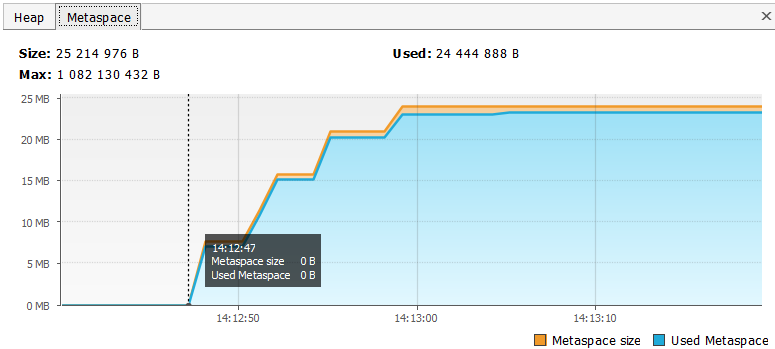 Heap Metaspace
Size: 25 214 976 B Used: 24 444 888 B
Max: 1 082 130 432 B
25 MB
20 MB
15 MB
10 MB
5 MB
0 MB
14:12:47
Metaspace size 0 B
Used Metaspace 0 B
14:12:50 14:13:00 14:13:10
Metaspace size Used Metaspace